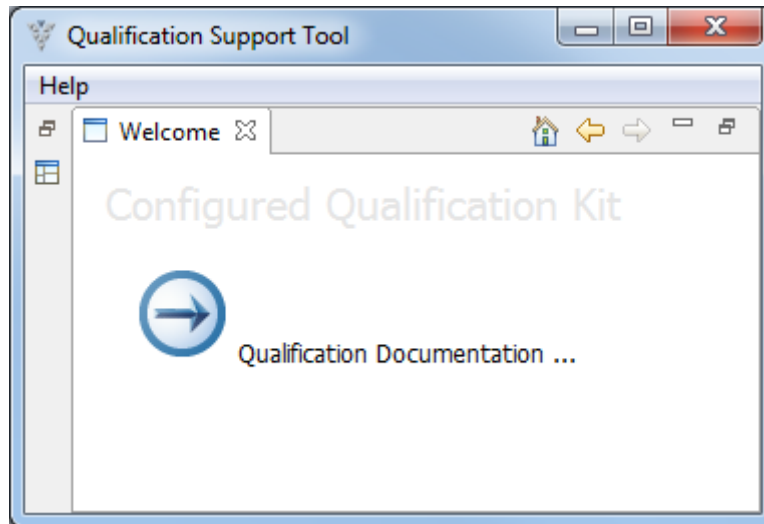 Qualification Support Tool
Help
Welcome
Configured Qualification Kit
Qualification Documentation ...